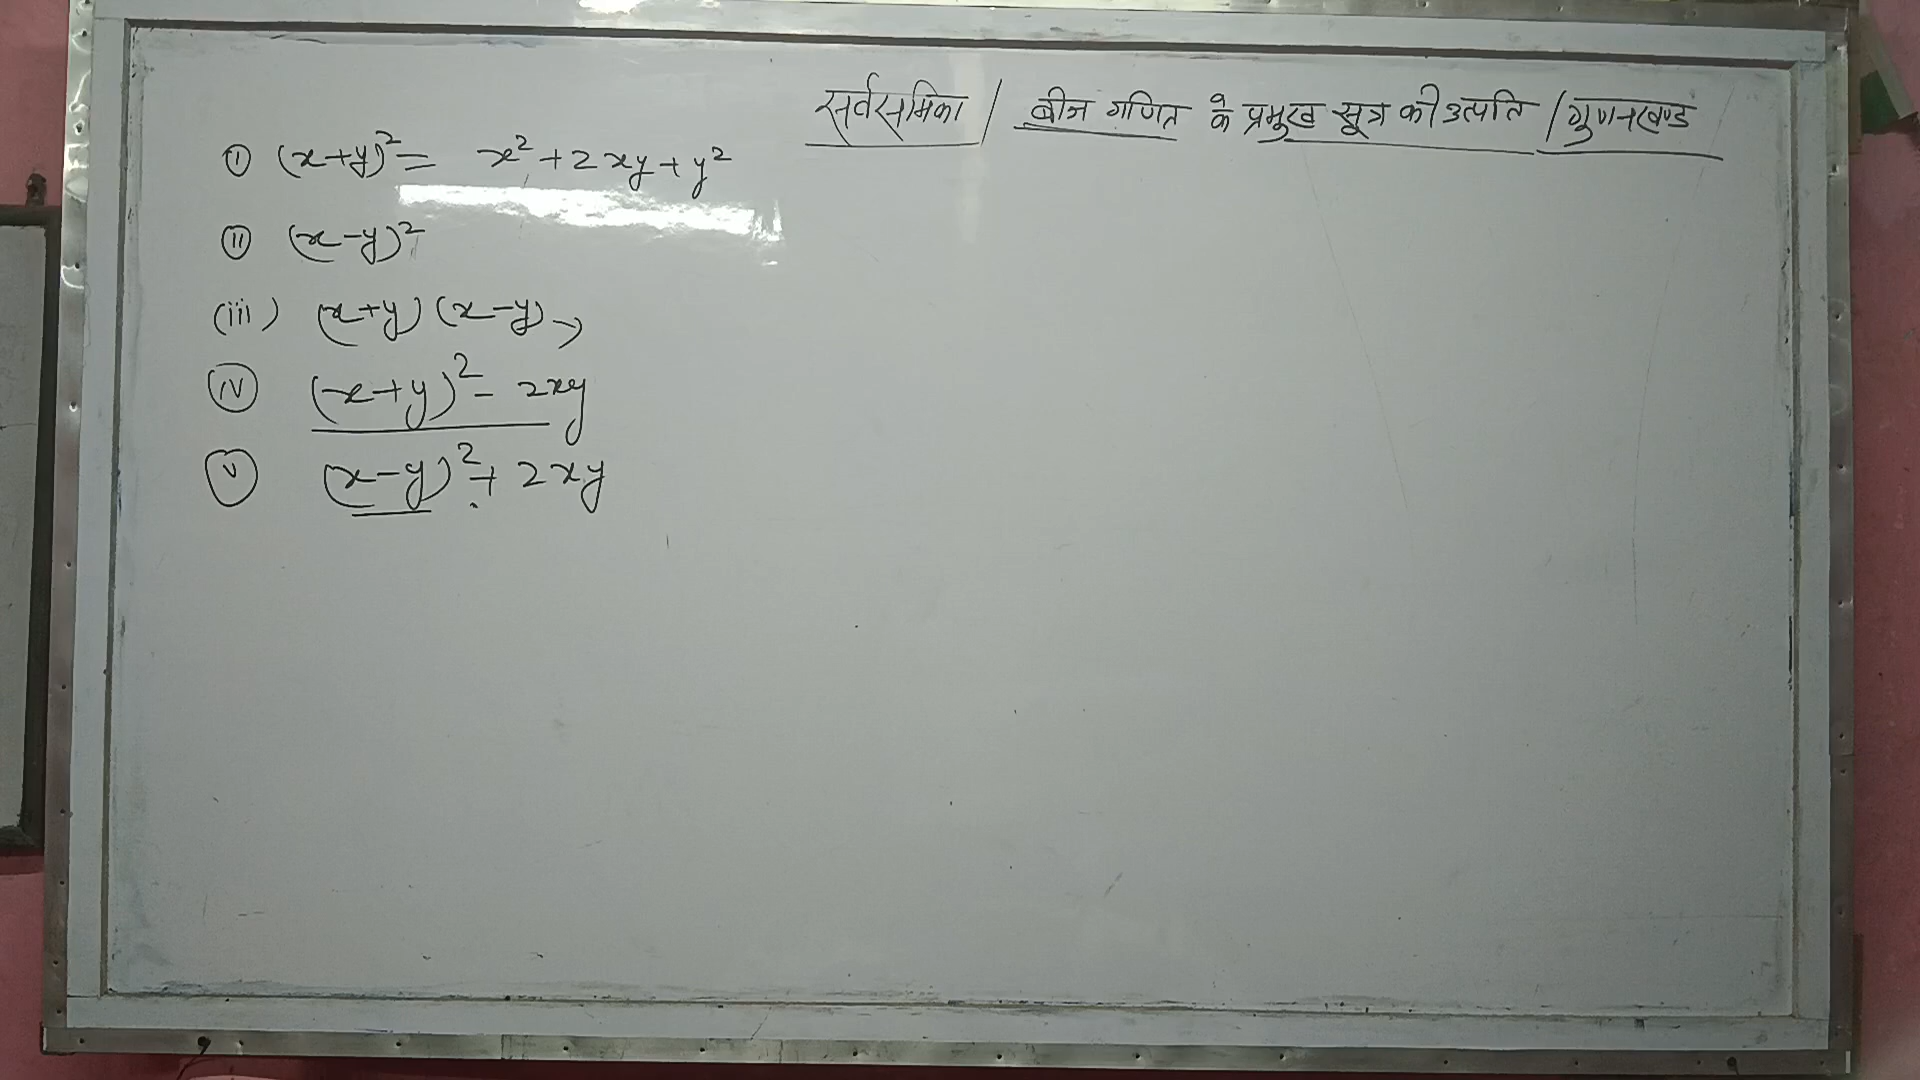 सर्वसमिका / बीज गणित के प्रमुख सूत्र की उत्पति / गुणनखण्ड
(i) (x+y)² = x² + 2xy + y²
(ii) (x-y)²
(iii) (x+y) (x-y) →
(iv) (x+y)² - 2xy
(v) (x-y)² + 2xy